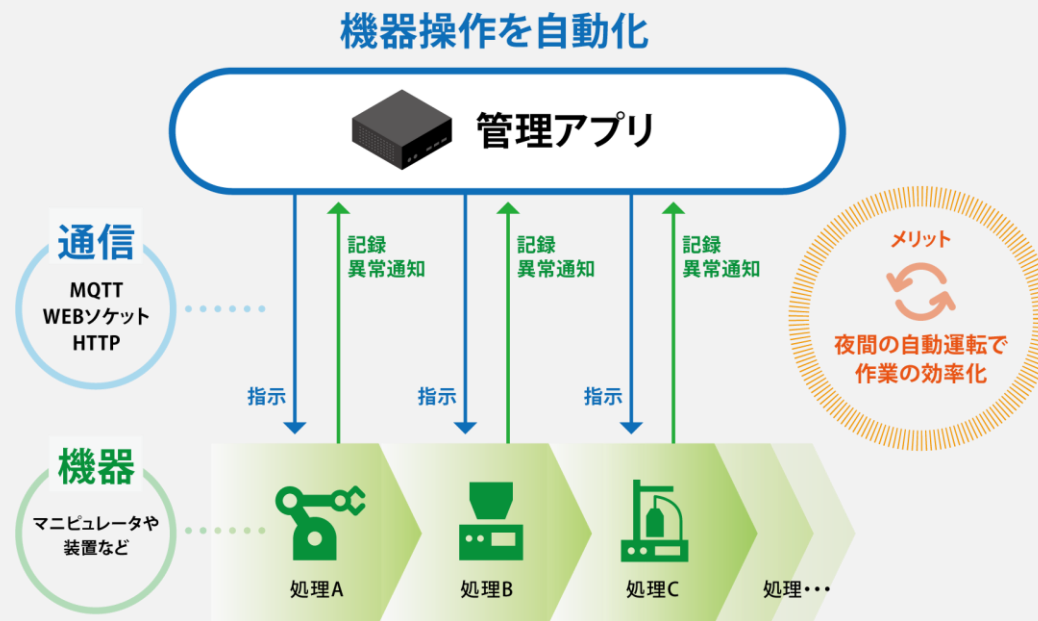 機器操作を自動化
管理アプリ
通信
MQTT
WEBソケット
HTTP
記録
異常通知
記録
異常通知
記録
異常通知
指示
指示
指示
メリット
夜間の自動運転で
作業の効率化
機器
マニピュレータや
装置など
処理A
処理B
処理C
処理・・・